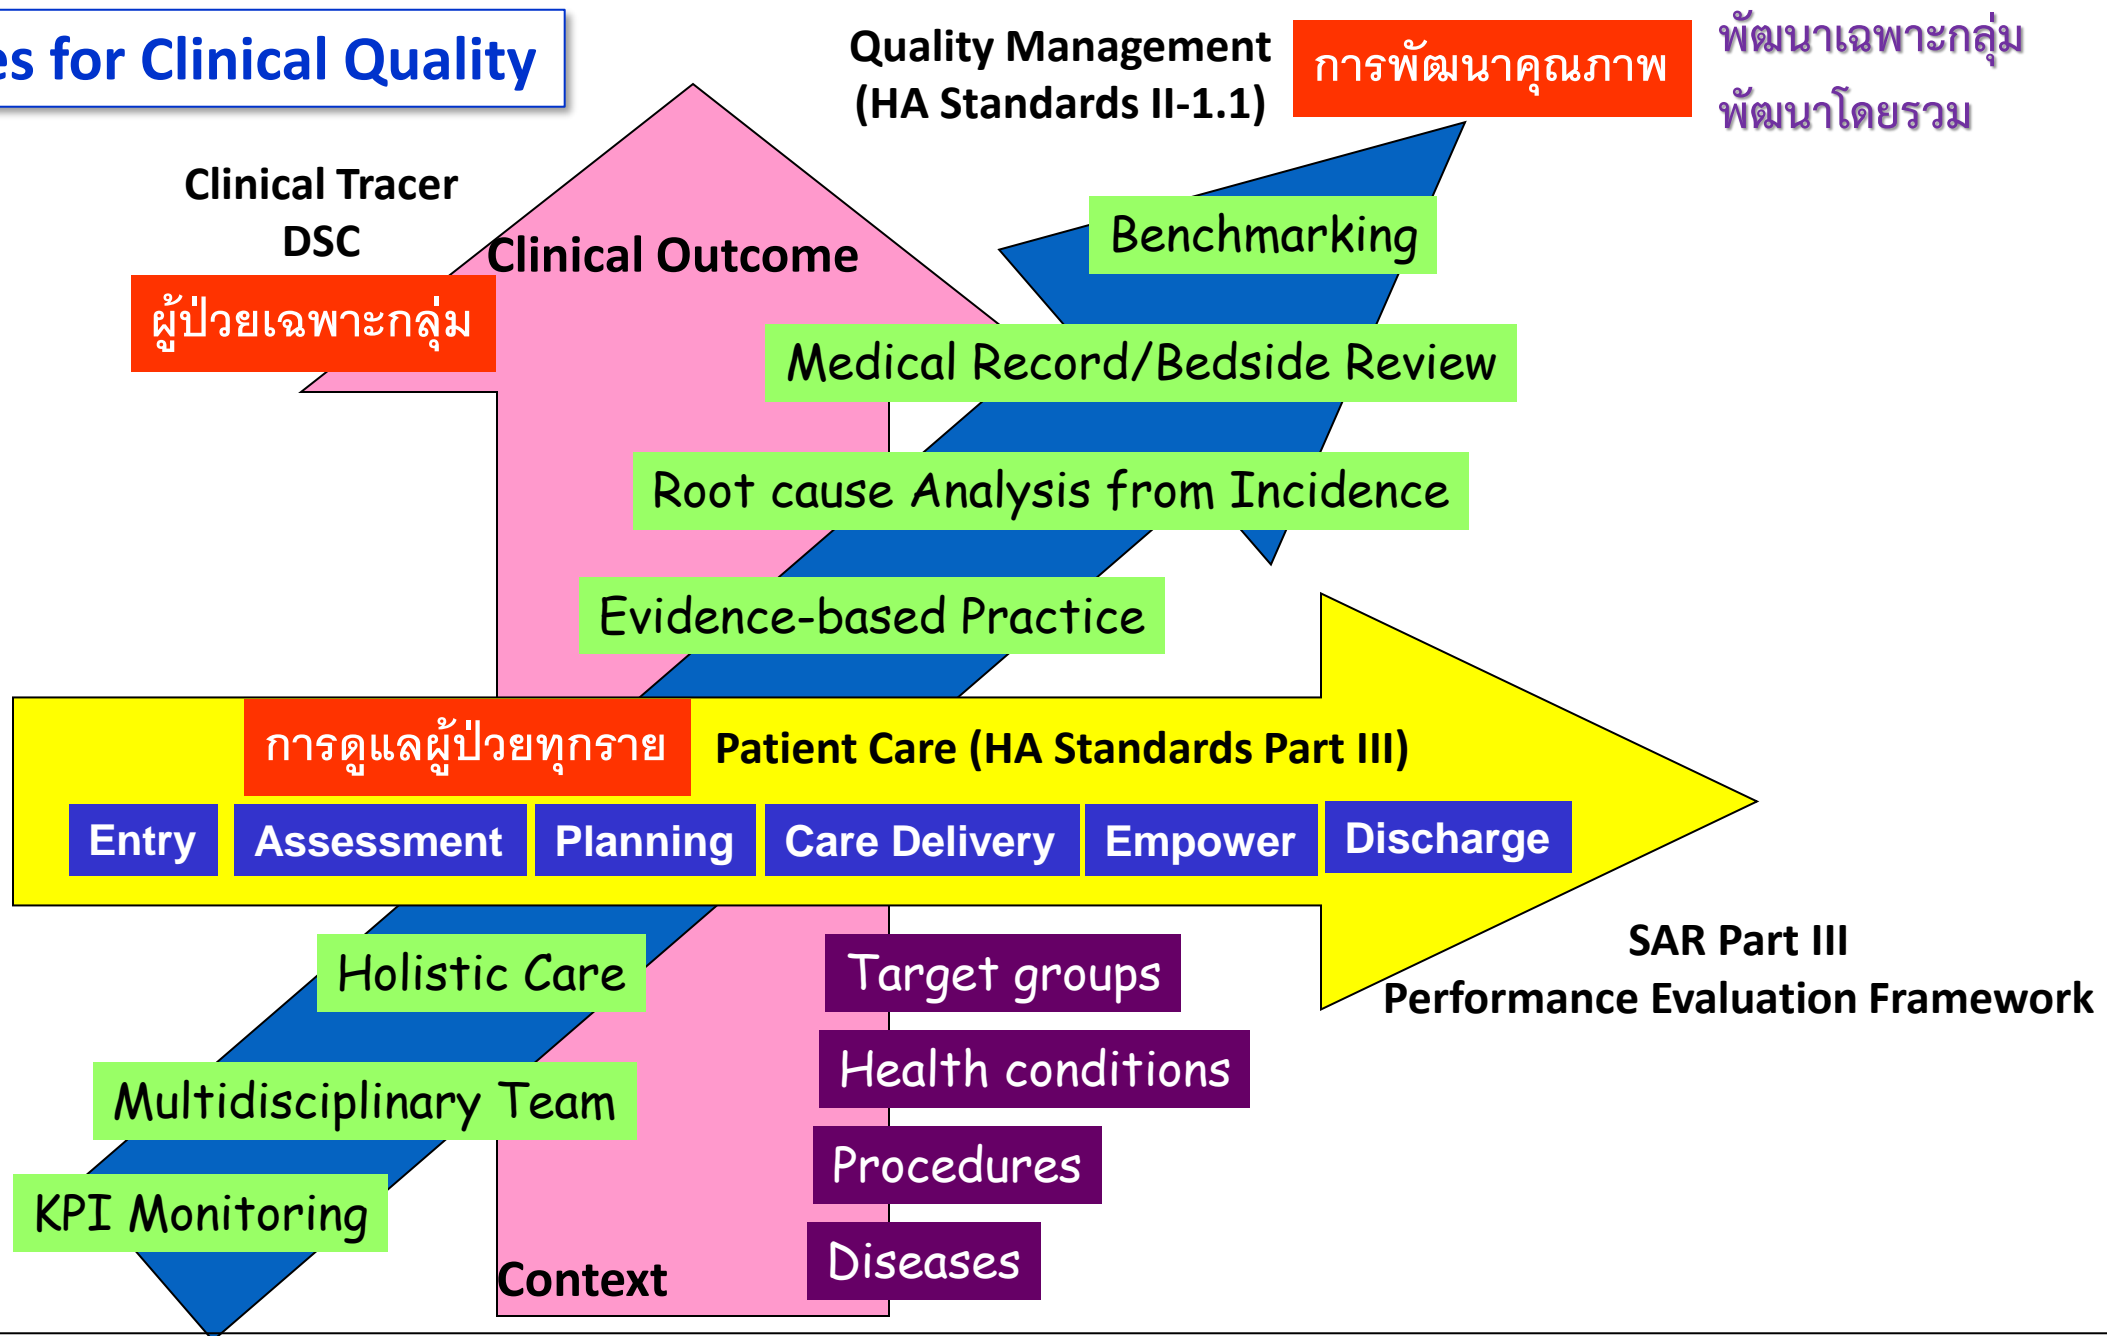 es for Clinical Quality
Quality Management
(HA Standards II-1.1)
การพัฒนาคุณภาพ
พัฒนาเฉพาะกลุ่ม
พัฒนาโดยรวม
Clinical Tracer
DSC
ผู้ป่วยเฉพาะกลุ่ม
Clinical Outcome
Benchmarking
Medical Record/Bedside Review
Root cause Analysis from Incidence
Evidence-based Practice
การดูแลผู้ป่วยทุกราย
Patient Care (HA Standards Part III)
Entry
Assessment
Planning
Care Delivery
Empower
Discharge
SAR Part III
Performance Evaluation Framework
Holistic Care
Multidisciplinary Team
KPI Monitoring
Target groups
Health conditions
Procedures
Diseases
Context